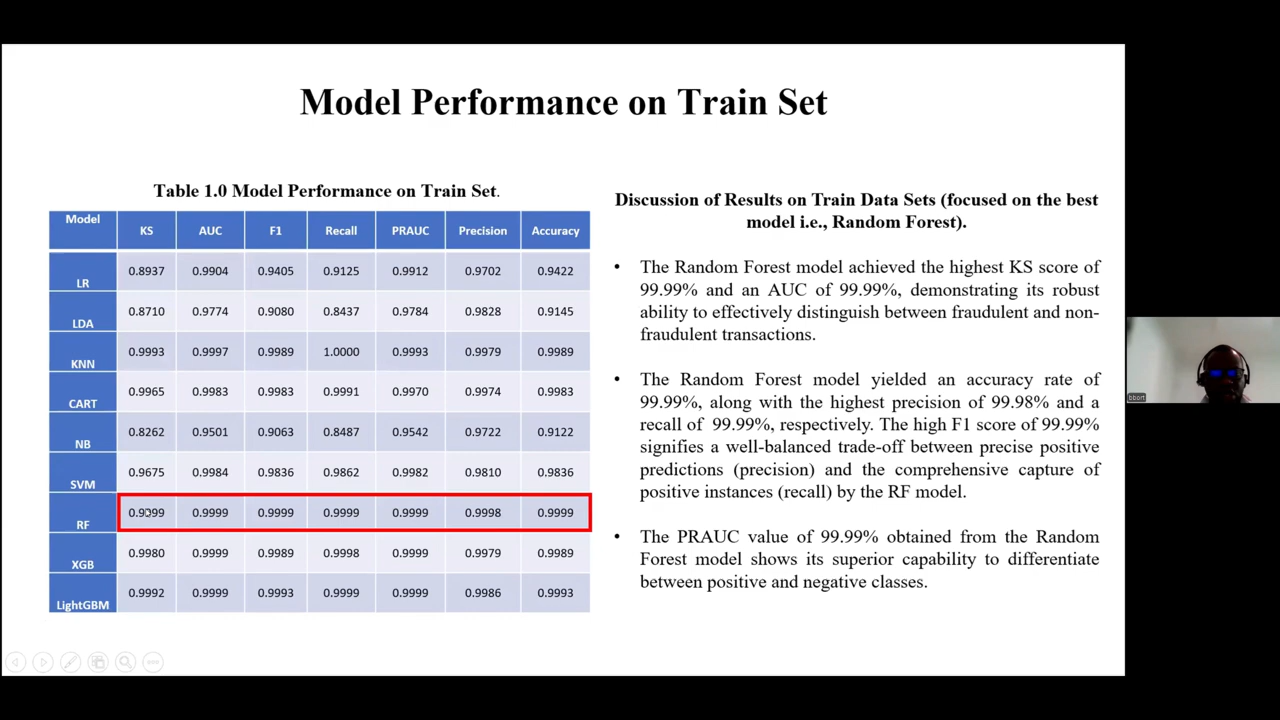 Model Performance on Train Set
Table 1.0 Model Performance on Train Set.
Model KS AUC F1 Recall PRAUC Precision Accuracy
LR 0.8937 0.9904 0.9405 0.9125 0.9912 0.9702 0.9422
LDA 0.8710 0.9774 0.9080 0.8437 0.9784 0.9828 0.9145
KNN 0.9993 0.9997 0.9989 1.0000 0.9993 0.9979 0.9989
CART 0.9965 0.9983 0.9983 0.9991 0.9970 0.9974 0.9983
NB 0.8262 0.9501 0.9063 0.8487 0.9542 0.9722 0.9122
SVM 0.9675 0.9984 0.9836 0.9862 0.9982 0.9810 0.9836
RF 0.9999 0.9999 0.9999 0.9999 0.9999 0.9998 0.9999
XGB 0.9980 0.9999 0.9989 0.9998 0.9999 0.9979 0.9989
LightGBM 0.9992 0.9999 0.9993 0.9999 0.9999 0.9986 0.9993
Discussion of Results on Train Data Sets (focused on the best
model i.e., Random Forest).
• The Random Forest model achieved the highest KS score of
99.99% and an AUC of 99.99%, demonstrating its robust
ability to effectively distinguish between fraudulent and non-
fraudulent transactions.
• The Random Forest model yielded an accuracy rate of
99.99%, along with the highest precision of 99.98% and a
recall of 99.99%, respectively. The high F1 score of 99.99%
signifies a well-balanced trade-off between precise positive
predictions (precision) and the comprehensive capture of
positive instances (recall) by the RF model.
• The PRAUC value of 99.99% obtained from the Random
Forest model shows its superior capability to differentiate
between positive and negative classes.
bbort